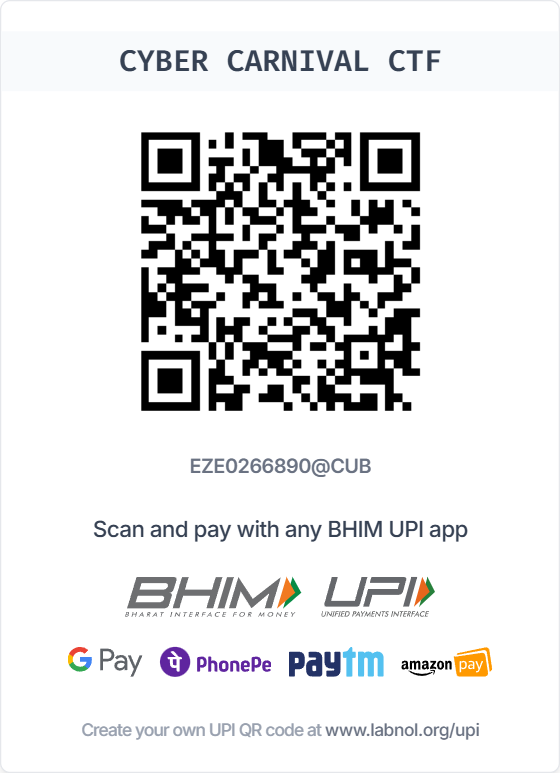 CYBER CARNIVAL CTF
EZE0266890@CUB
Scan and pay with any BHIM UPI app
BHIM UPI
BHARAT INTERFACE FOR MONEY UNIFIED PAYMENTS INTERFACE
G Pay पे PhonePe paytm amazon pay
Create your own UPI QR code at www.labnol.org/upi